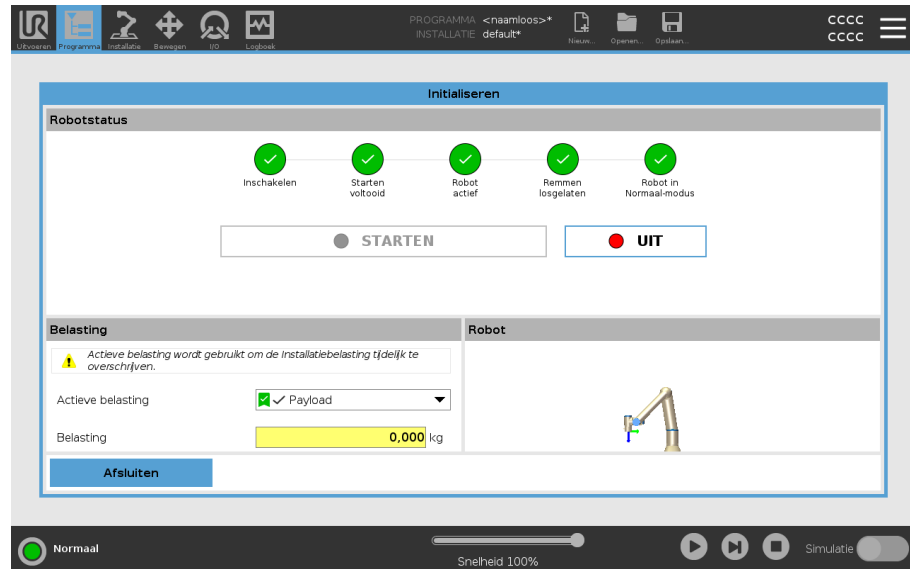 PROGRAMMA <naamloos>*
INSTALLATIE default*
cccc
cccc
Uitvoeren Programma Installatie Bewegen I/O Logboek
Nieuw... Openen... Opslaan...
Initialiseren
Robotstatus
Inschakelen
Starten
voltooid
Robot
actief
Remmen
losgelaten
Robot in
Normaal-modus
STARTEN
UIT
Belasting
Robot
Actieve belasting wordt gebruikt om de Installatiebelasting tijdelijk te
overschrijven.
Actieve belasting
Payload
Belasting
0,000 kg
Afsluiten
Normaal
Snelheid 100%
Simulatie